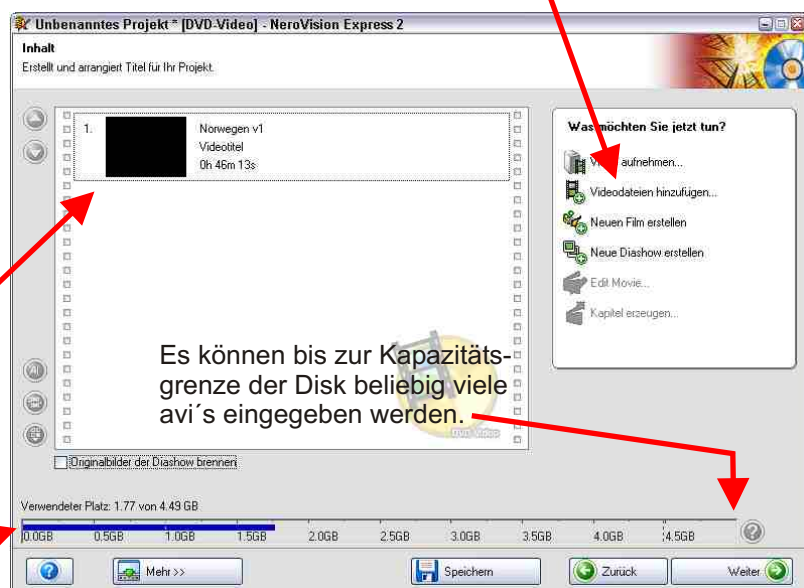 Unbenanntes Projekt * [DVD-Video] - NeroVision Express 2
Inhalt
Erstellt und arrangiert Titel für Ihr Projekt.
1.
Norwegen v1
Videotitel
0h 46m 13s
Was möchten Sie jetzt tun?
aufnehmen...
Videodateien hinzufügen...
Neuen Film erstellen
Neue Diashow erstellen
Edit Movie...
Kapitel erzeugen...
Es können bis zur Kapazitäts-
grenze der Disk beliebig viele
avi´s eingegeben werden.
DVD Video
Originalbilder der Diashow brennen
Verwendeter Platz: 1.77 von 4.49 GB
0.0GB 0.5GB 1.0GB 1.5GB 2.0GB 2.5GB 3.0GB 3.5GB 4.0GB 4.5GB
Mehr >> Speichern Zurück Weiter